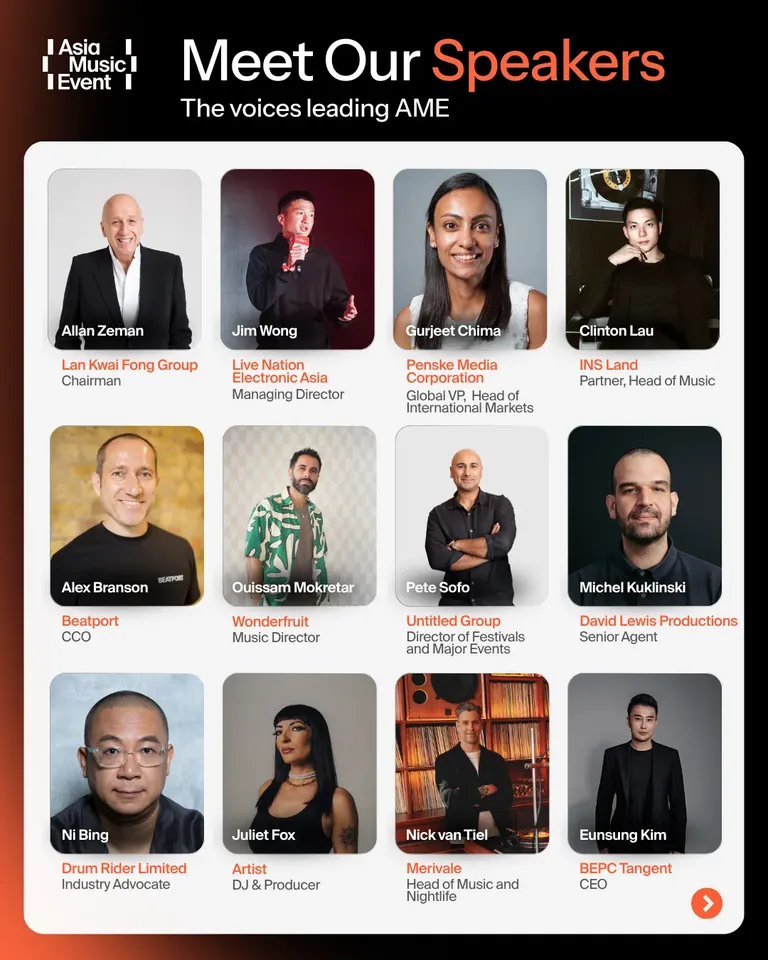 Asia
Music
Event
Meet Our Speakers
The voices leading AME
Allan Zeman
Lan Kwai Fong Group
Chairman
Jim Wong
Live Nation
Electronic Asia
Managing Director
Gurjeet Chima
Penske Media
Corporation
Global VP, Head of
International Markets
Clinton Lau
INS Land
Partner, Head of Music
Alex Branson
BEATPORT
Beatport
CCO
Ouissam Mokretar
Wonderfruit
Music Director
Pete Sofo
Untitled Group
Director of Festivals
and Major Events
Michel Kuklinski
David Lewis Productions
Senior Agent
Ni Bing
Drum Rider Limited
Industry Advocate
Juliet Fox
Artist
DJ & Producer
Nick van Tiel
Merivale
Head of Music and
Nightlife
Eunsung Kim
BEPC Tangent
CEO